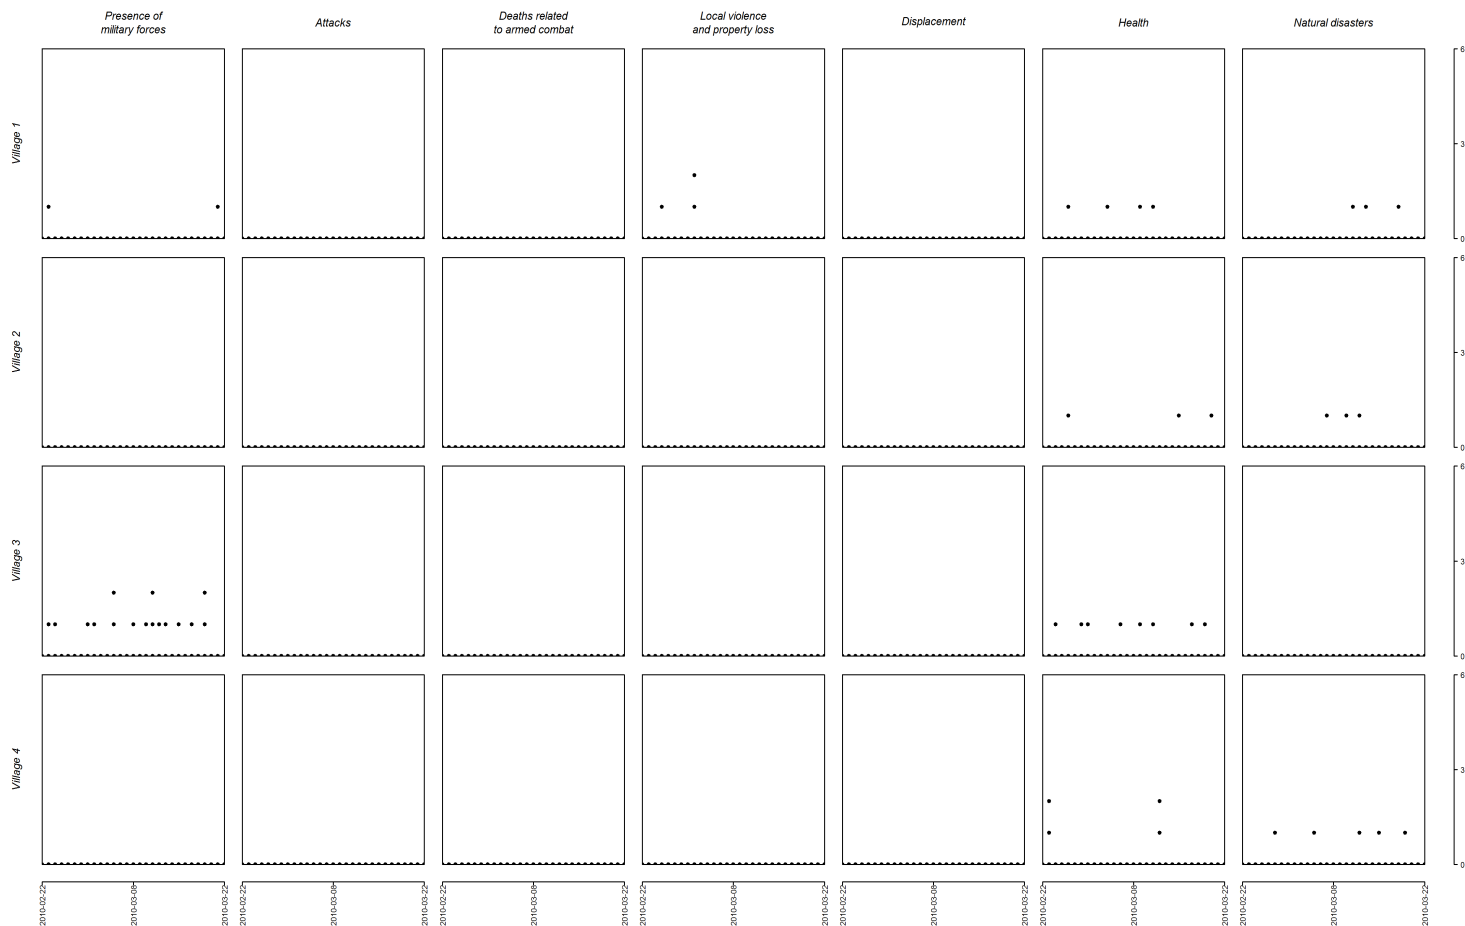 Presence of
military forces
Attacks
Deaths related
to armed combat
Local violence
and property loss
Displacement
Health
Natural disasters
Village 1
6
3
0
Village 2
6
3
0
Village 3
6
3
0
Village 4
6
3
0
2010-02-22
2010-03-08
2010-03-22
2010-02-22
2010-03-08
2010-03-22
2010-02-22
2010-03-08
2010-03-22
2010-02-22
2010-03-08
2010-03-22
2010-02-22
2010-03-08
2010-03-22
2010-02-22
2010-03-08
2010-03-22
2010-02-22
2010-03-08
2010-03-22